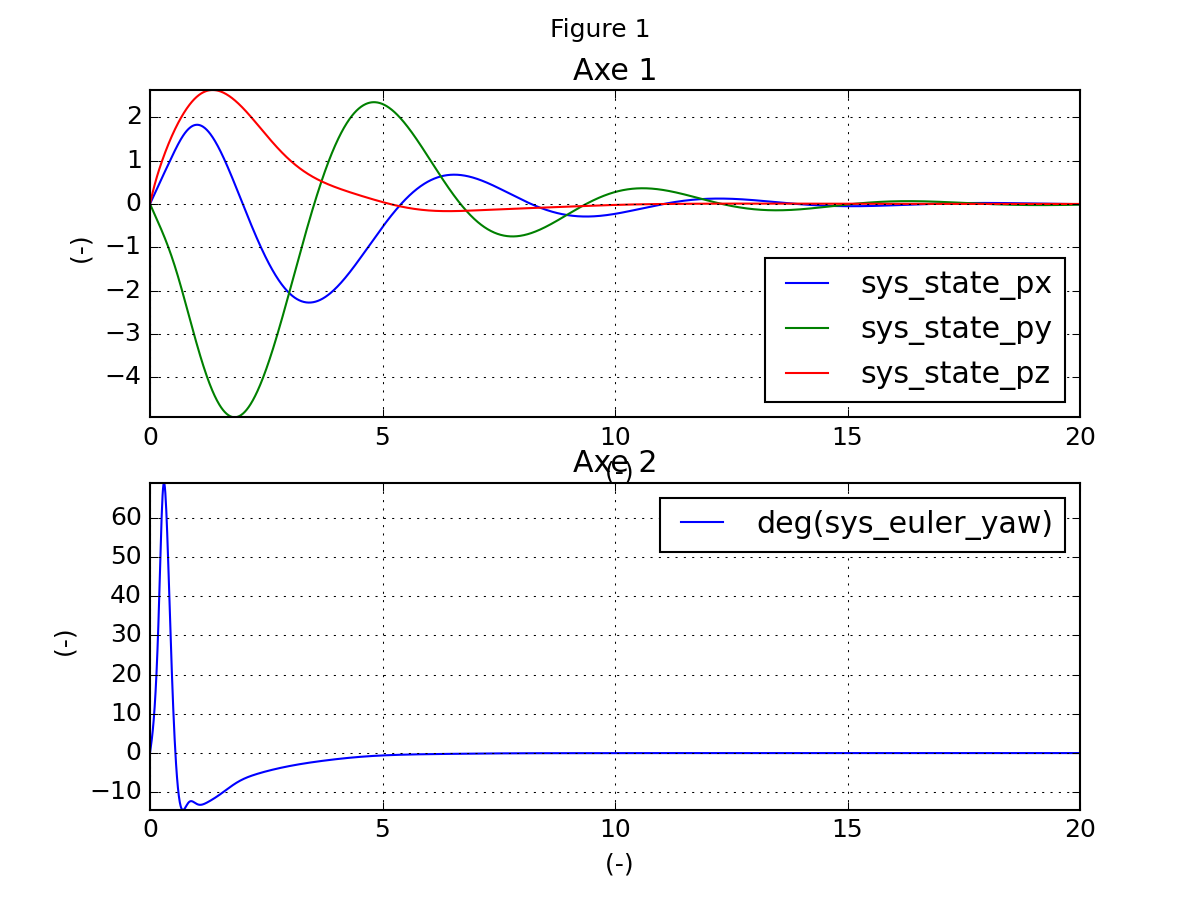 Figure 1
Axe 1
2
1
0
−1
−2
−3
−4
(-)
sys_state_px
sys_state_py
sys_state_pz
0 5 10 15 20
(-)
Axe 2
60
50
40
30
20
10
0
−10
(-)
deg(sys_euler_yaw)
0 5 10 15 20
(-)